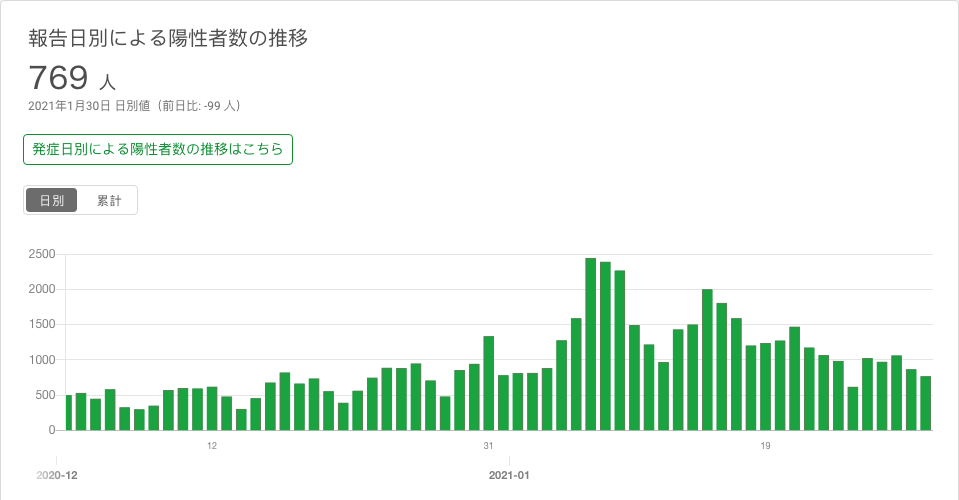 報告日別による陽性者数の推移
769 人
2021年1月30日 日別値（前日比: -99 人）
発症日別による陽性者数の推移はこちら
日別 累計
2500
2000
1500
1000
500
0
12 31 19
2020-12 2021-01